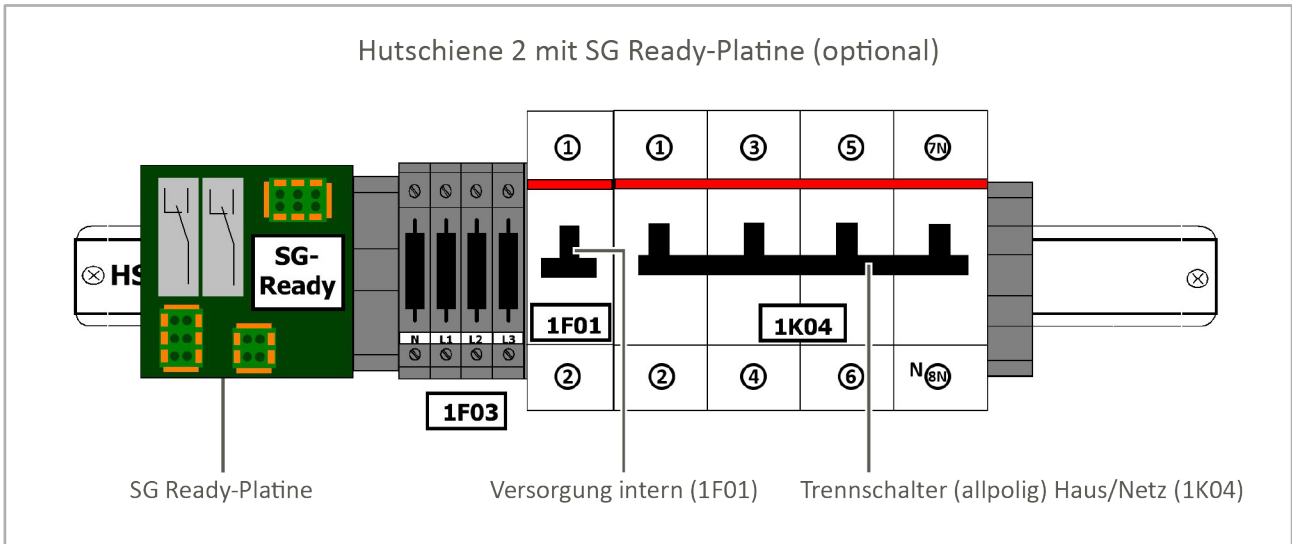 Hutschiene 2 mit SG Ready-Platine (optional)
1 1 3 5 7N
HS
SG-
Ready
N L1 L2 L3
1F01
1K04
2 2 4 6 N 8N
1F03
SG Ready-Platine
Versorgung intern (1F01)
Trennschalter (allpolig) Haus/Netz (1K04)